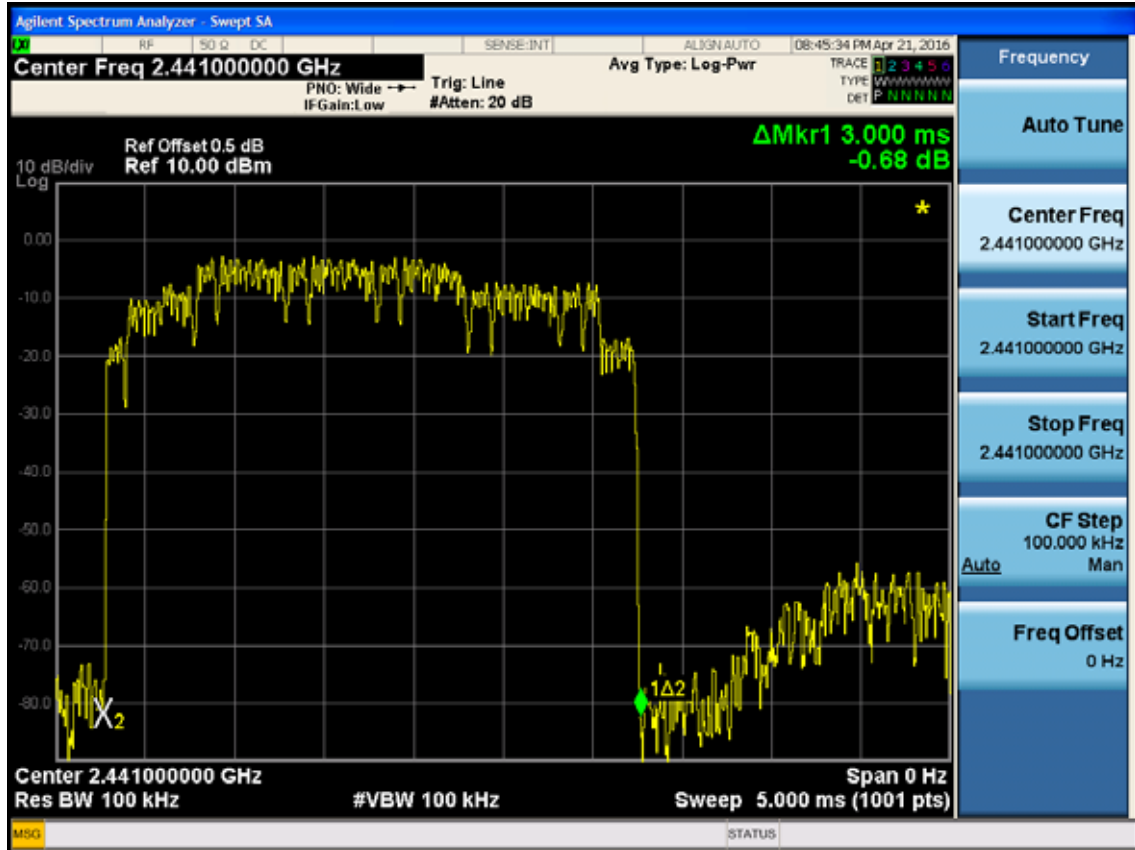 Agilent Spectrum Analyzer - Swept SA
RF 50 Ω DC SENSE:INT ALIGNAUTO 08:45:34 PM Apr 21, 2016
Center Freq 2.441000000 GHz
PNO: Wide
IFGain:Low
Trig: Line
#Atten: 20 dB
Avg Type: Log-Pwr
TRACE 1 2 3 4 5 6
TYPE
DET P N N N N N
ΔMkr1 3.000 ms
-0.68 dB
Ref Offset 0.5 dB
10 dB/div Ref 10.00 dBm
Log
0.00
-10.0
-20.0
-30.0
-40.0
-50.0
-60.0
-70.0
-80.0
*
X2
1Δ2
Center 2.441000000 GHz Span 0 Hz
Res BW 100 kHz #VBW 100 kHz Sweep 5.000 ms (1001 pts)
MSG STATUS
Frequency
Auto Tune
Center Freq
2.441000000 GHz
Start Freq
2.441000000 GHz
Stop Freq
2.441000000 GHz
CF Step
100.000 kHz
Auto Man
Freq Offset
0 Hz